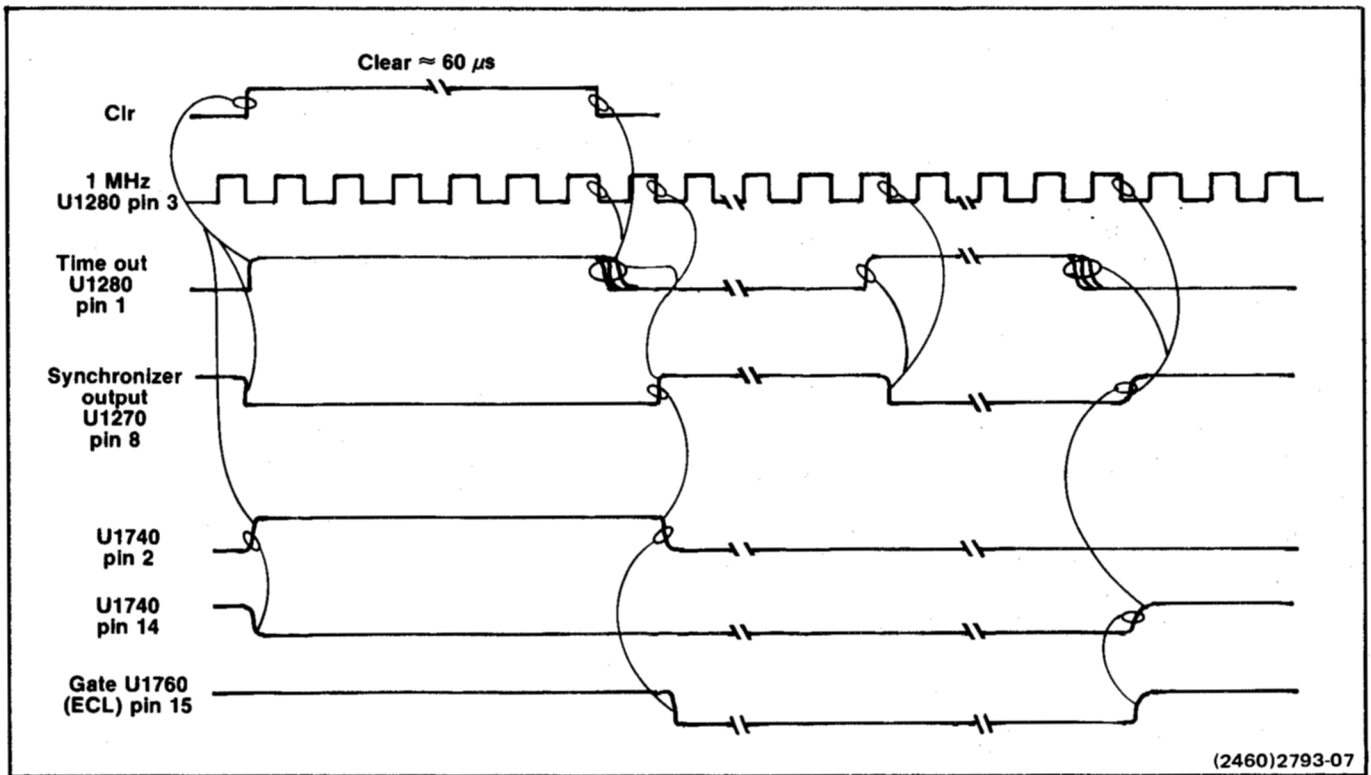 Clear ≈ 60 μs
Clr
1 MHz
U1280 pin 3
Time out
U1280
pin 1
Synchronizer
output
U1270
pin 8
U1740
pin 2
U1740
pin 14
Gate U1760
(ECL) pin 15
(2460)2793-07